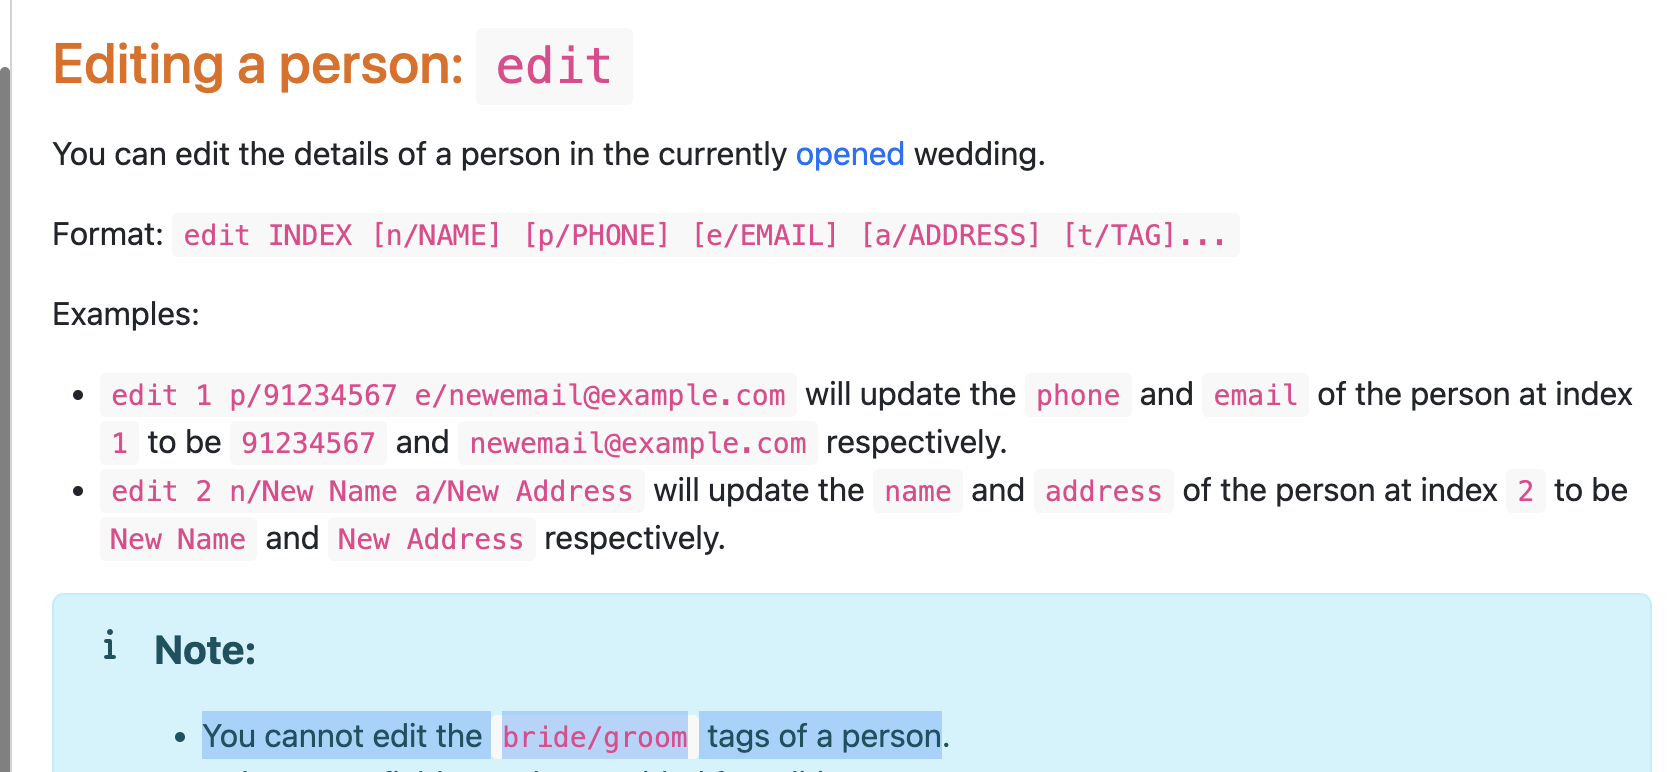 Editing a person: edit
You can edit the details of a person in the currently opened wedding.
Format: edit INDEX [n/NAME] [p/PHONE] [e/EMAIL] [a/ADDRESS] [t/TAG]...
Examples:
• edit 1 p/91234567 e/newemail@example.com will update the phone and email of the person at index
1 to be 91234567 and newemail@example.com respectively.
• edit 2 n/New Name a/New Address will update the name and address of the person at index 2 to be
New Name and New Address respectively.
i Note:
• You cannot edit the bride/groom tags of a person.